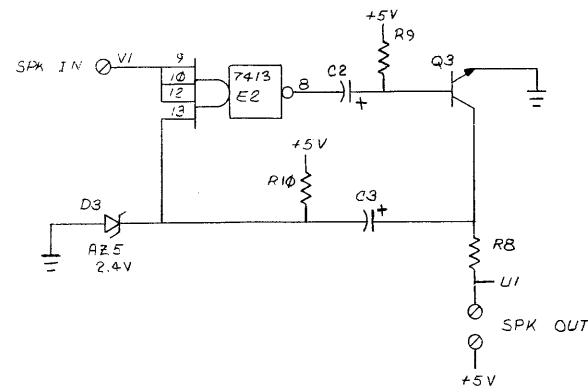 +5V
R9
SPK IN
V1
9
10
12
13
7413
E2
8
C2
+
Q3
+5V
R10
C3
+
D3
AZ5
2.4V
R8
U1
SPK OUT
+5V